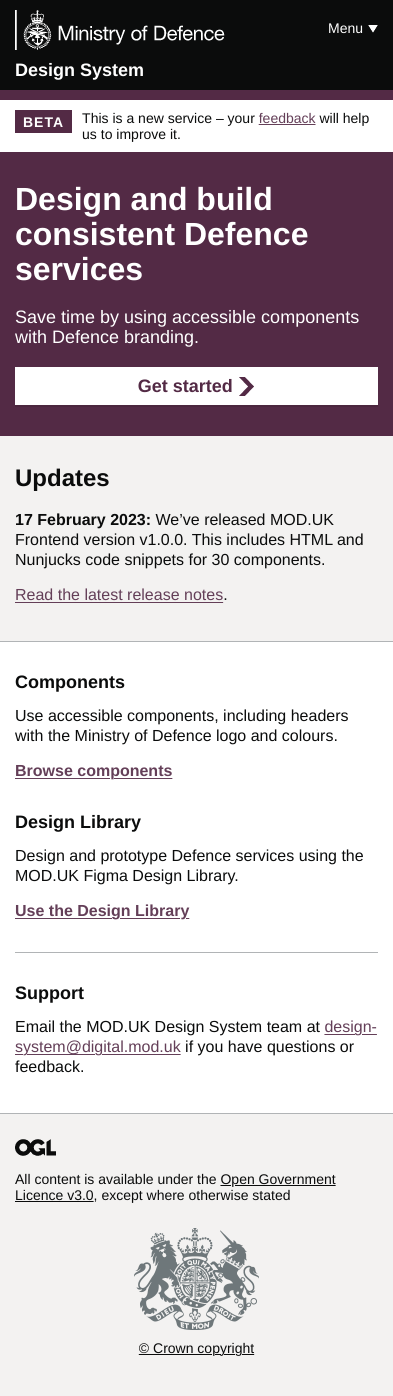 Ministry of Defence
Menu
Design System
BETA
This is a new service – your feedback will help
us to improve it.
Design and build
consistent Defence
services
Save time by using accessible components
with Defence branding.
Get started
Updates
17 February 2023: We’ve released MOD.UK
Frontend version v1.0.0. This includes HTML and
Nunjucks code snippets for 30 components.
Read the latest release notes.
Components
Use accessible components, including headers
with the Ministry of Defence logo and colours.
Browse components
Design Library
Design and prototype Defence services using the
MOD.UK Figma Design Library.
Use the Design Library
Support
Email the MOD.UK Design System team at design-
system@digital.mod.uk if you have questions or
feedback.
OGL
All content is available under the Open Government
Licence v3.0, except where otherwise stated
DIEU ET MON DROIT
© Crown copyright